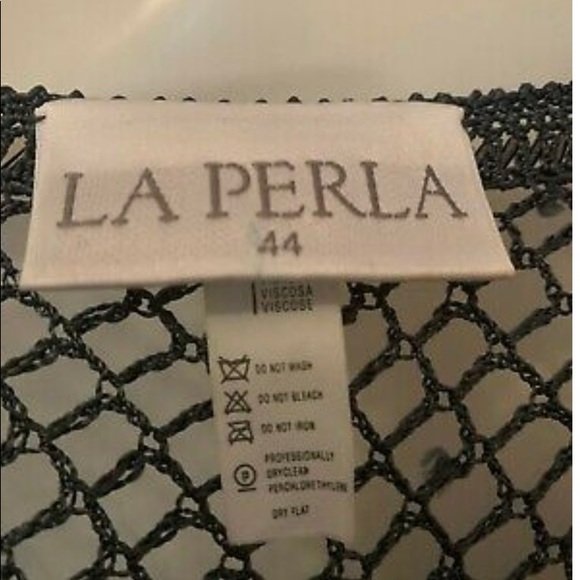 LA PERLA
44
VISCOSA
VISCOSE
DO NOT WASH
DO NOT BLEACH
DO NOT IRON
PROFESSIONALLY
P DRYCLEAN
PERCHLORETHYLENE
DRY FLAT